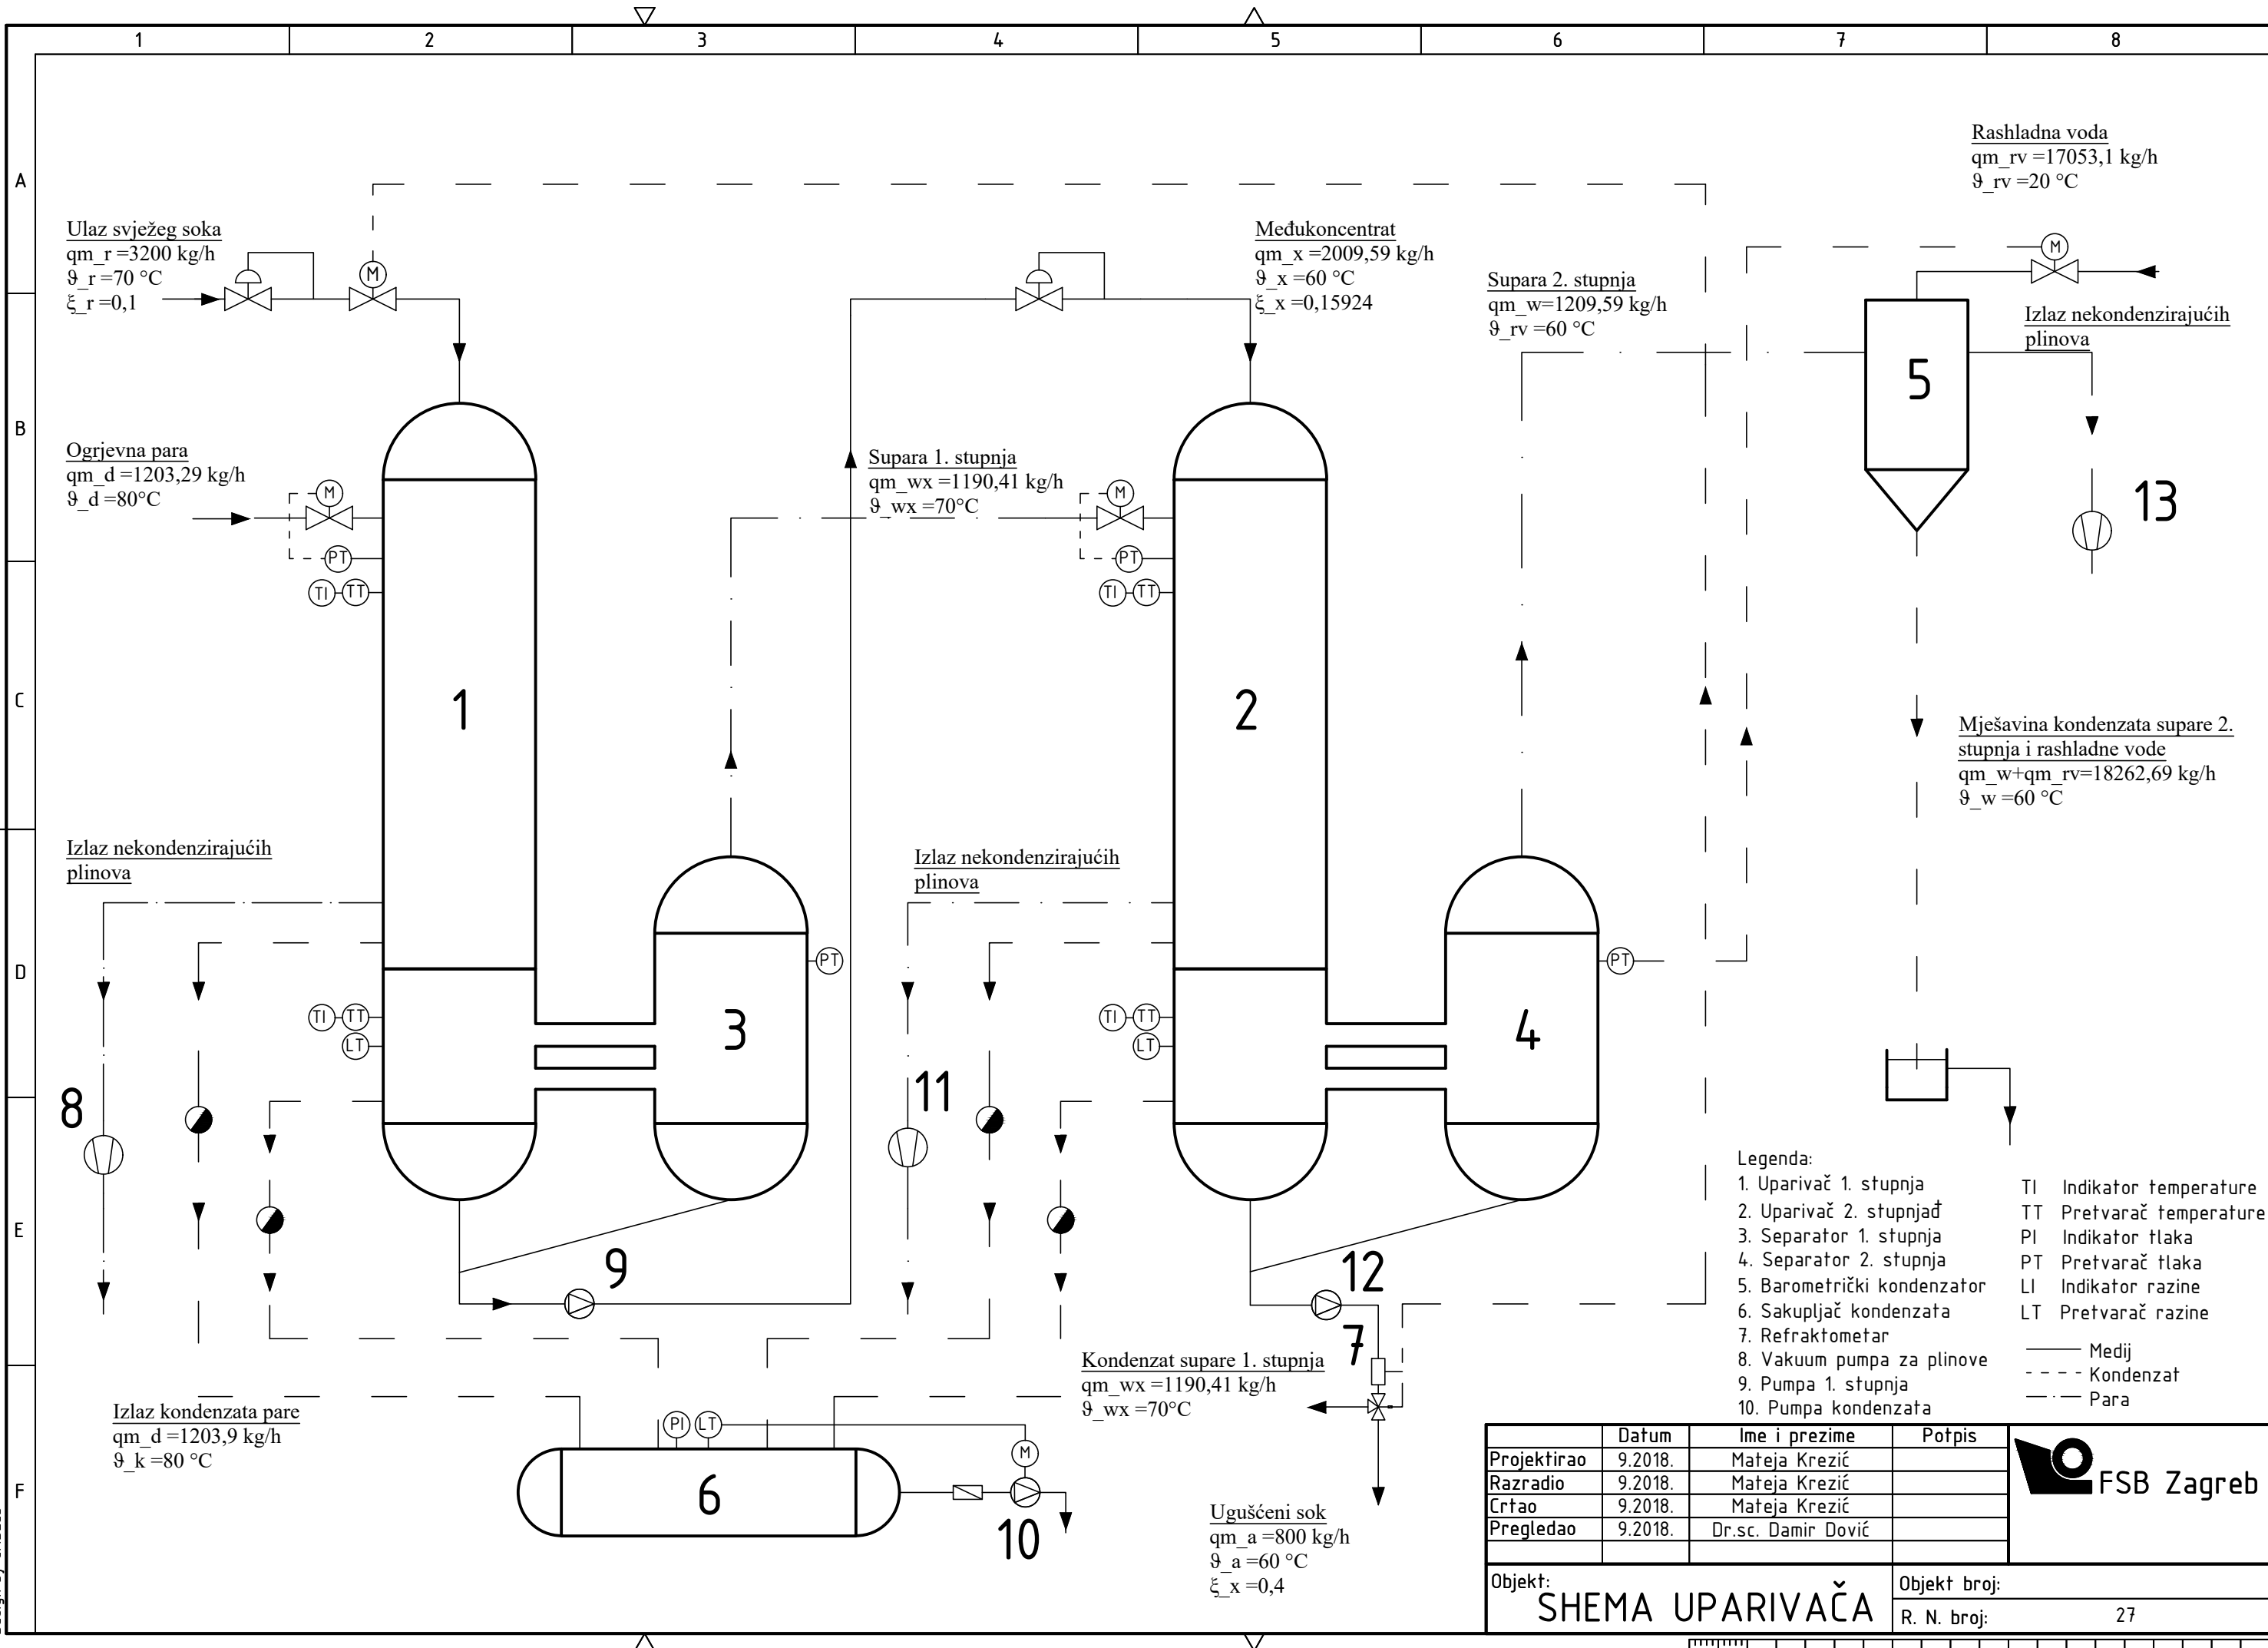 1 2 3 4 5 6 7 8
A
B
C
D
E
F
Rashladna voda
qm_rv =17053,1 kg/h
ϑ_rv =20 °C
Ulaz svježeg soka
qm_r =3200 kg/h
ϑ_r =70 °C
ξ_r =0,1
M
Međukoncentrat
qm_x =2009,59 kg/h
ϑ_x =60 °C
ξ_x =0,15924
Supara 2. stupnja
qm_w=1209,59 kg/h
ϑ_rv =60 °C
M
Izlaz nekondenzirajućih
plinova
5
13
Ogrjevna para
qm_d =1203,29 kg/h
ϑ_d =80°C
M
PT
TI TT
Supara 1. stupnja
qm_wx =1190,41 kg/h
ϑ_wx =70°C
M
PT
TI TT
1
2
Mješavina kondenzata supare 2.
stupnja i rashladne vode
qm_w+qm_rv=18262,69 kg/h
ϑ_w =60 °C
Izlaz nekondenzirajućih
plinova
Izlaz nekondenzirajućih
plinova
PT
PT
TI TT
LT
3
TI TT
LT
4
8
11
9
12
7
Legenda:
1. Uparivač 1. stupnja
2. Uparivač 2. stupnjađ
3. Separator 1. stupnja
4. Separator 2. stupnja
5. Barometrički kondenzator
6. Sakupljač kondenzata
7. Refraktometar
8. Vakuum pumpa za plinove
9. Pumpa 1. stupnja
10. Pumpa kondenzata
TI Indikator temperature
TT Pretvarač temperature
PI Indikator tlaka
PT Pretvarač tlaka
LI Indikator razine
LT Pretvarač razine
Medij
Kondenzat
Para
Kondenzat supare 1. stupnja
qm_wx =1190,41 kg/h
ϑ_wx =70°C
Izlaz kondenzata pare
qm_d =1203,9 kg/h
ϑ_k =80 °C
PI LT
M
6
10
Ugušćeni sok
qm_a =800 kg/h
ϑ_a =60 °C
ξ_x =0,4
Datum Ime i prezime Potpis
Projektirao 9.2018. Mateja Krezić
Razradio 9.2018. Mateja Krezić
Crtao 9.2018. Mateja Krezić
Pregledao 9.2018. Dr.sc. Damir Dović
FSB Zagreb
Objekt:
SHEMA UPARIVAČA
Objekt broj:
R. N. broj: 27